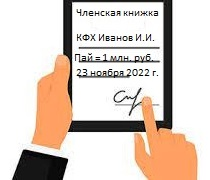 Членская книжка
КФХ Иванов И.И.
Пай = 1 млн. руб.
23 ноября 2022 г.